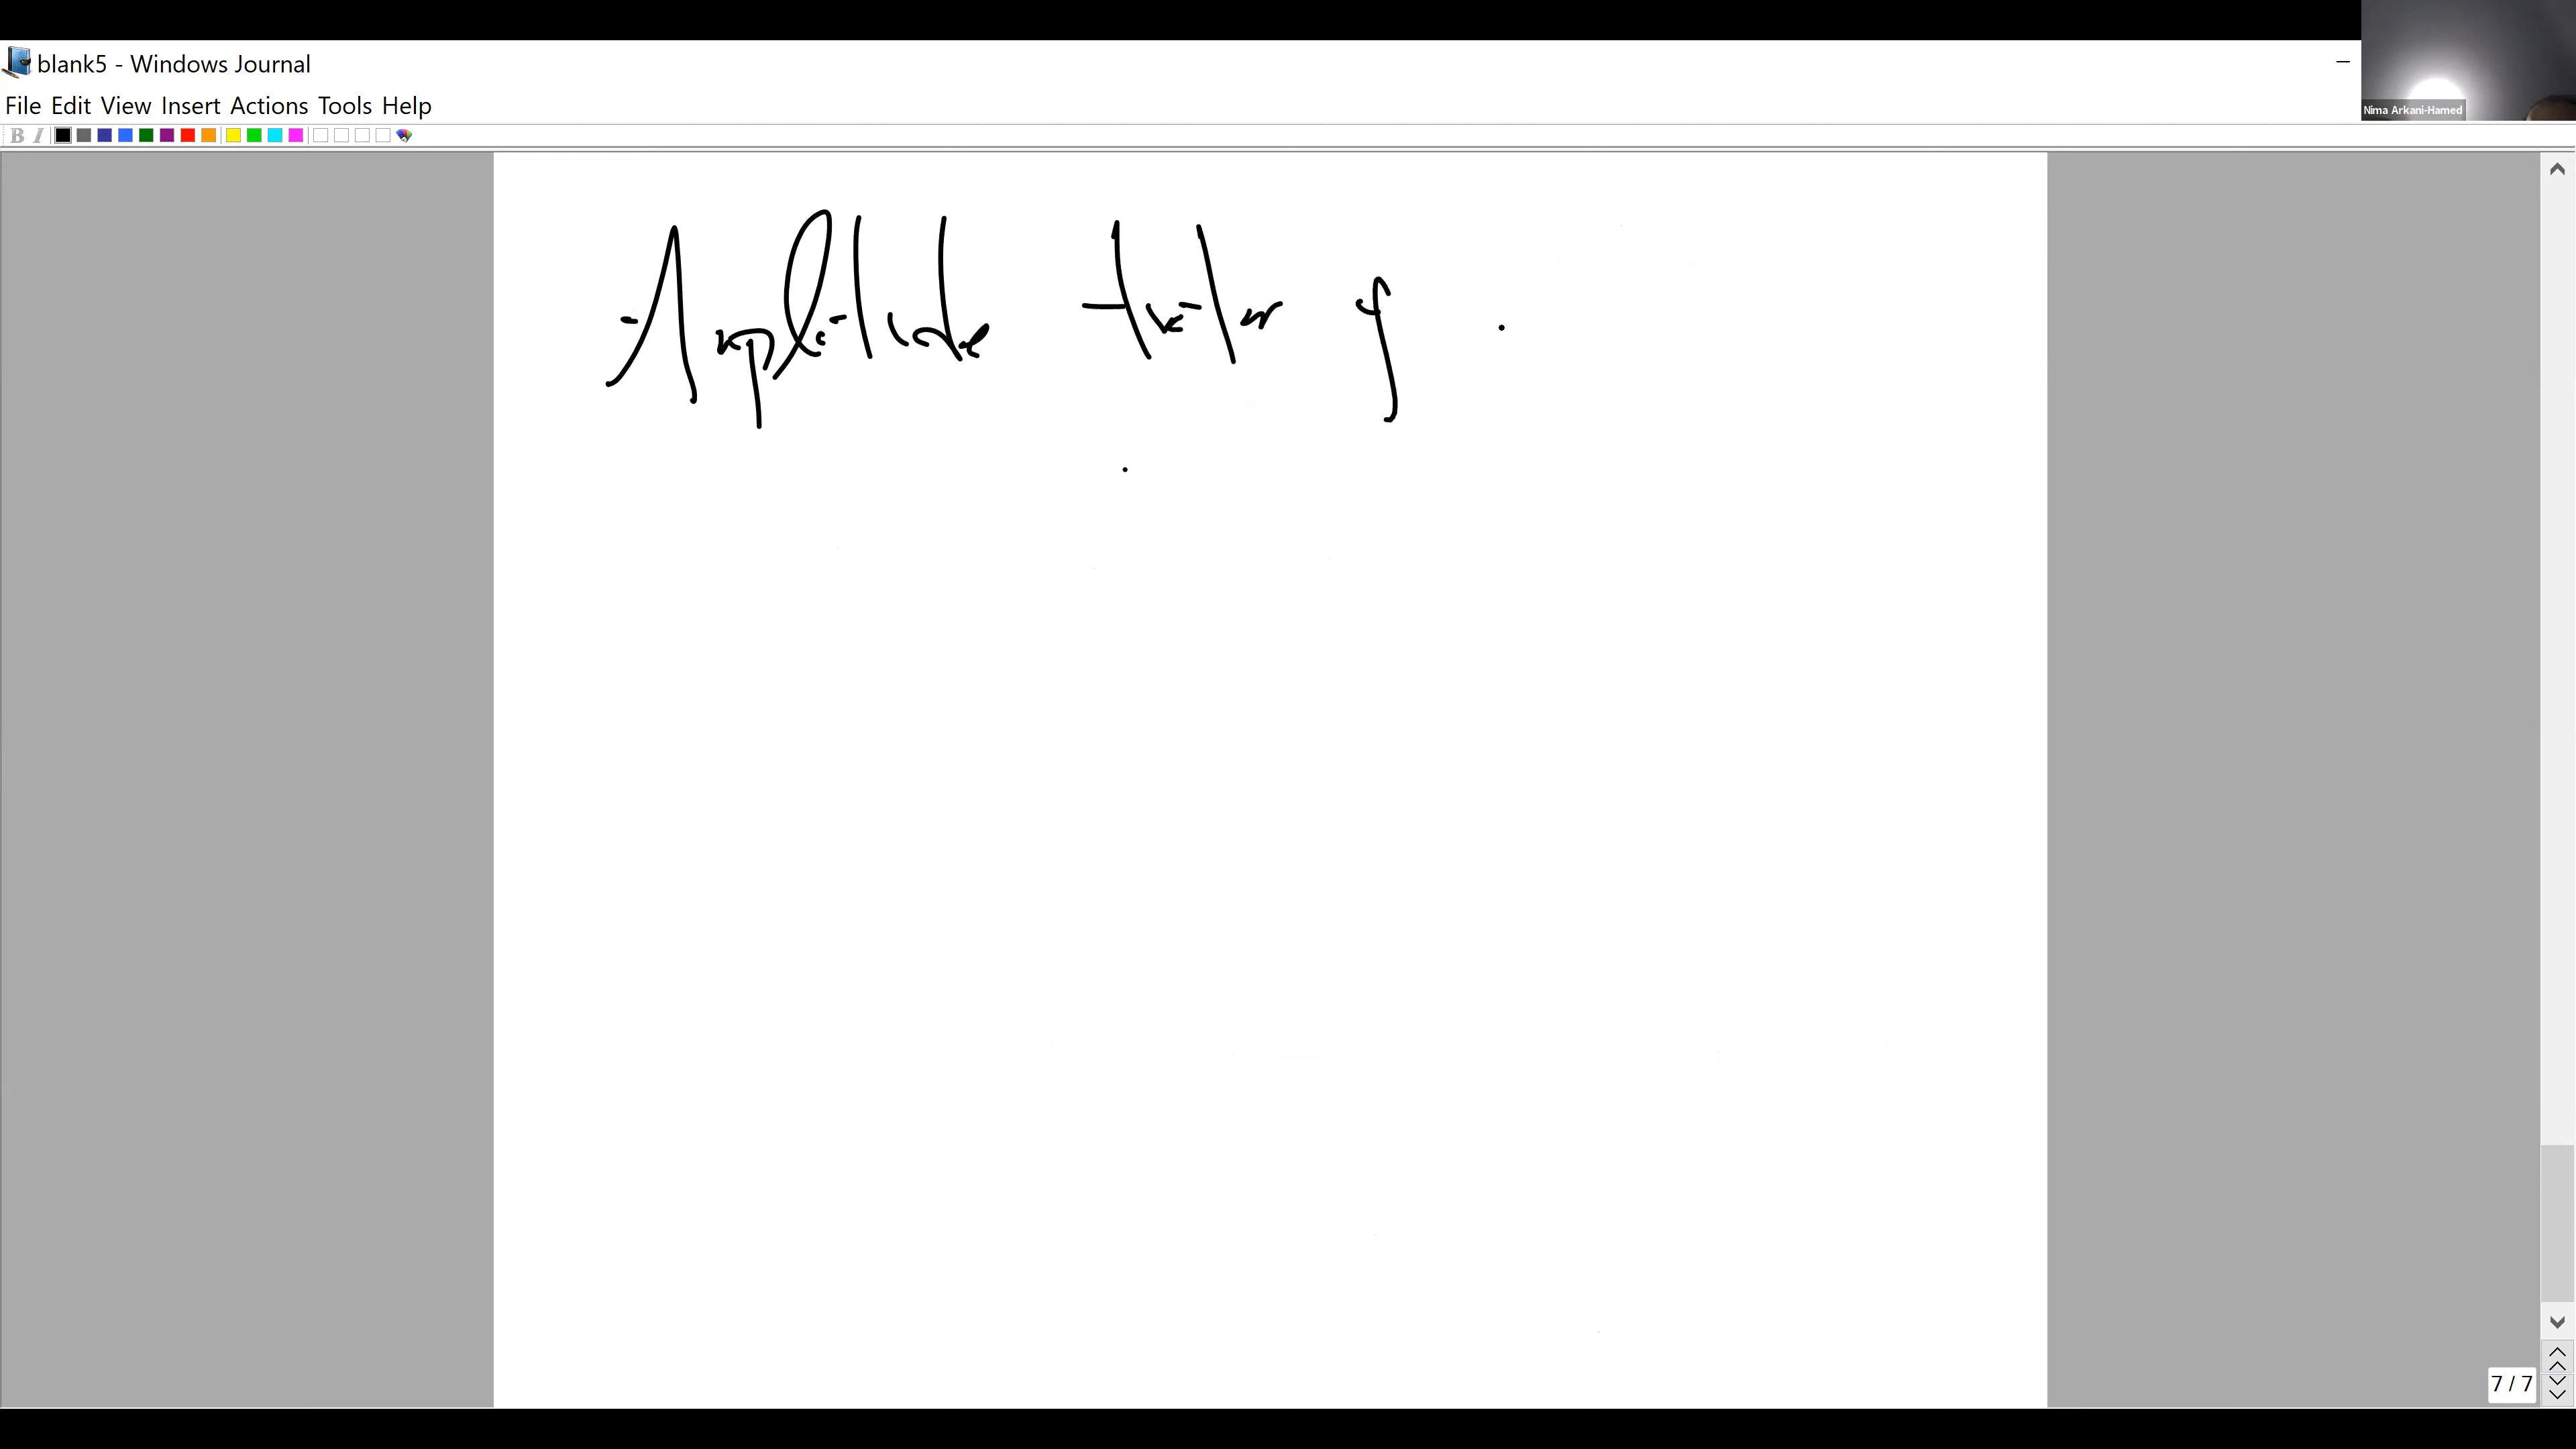 blank5 - Windows Journal
Nima Arkani-Hamed
File Edit View Insert Actions Tools Help
B I
Amplitude
7 / 7